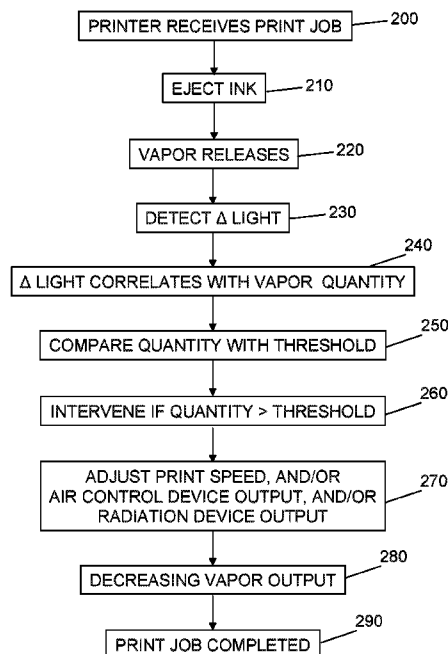 PRINTER RECEIVES PRINT JOB
200
EJECT INK
210
VAPOR RELEASES
220
DETECT Δ LIGHT
230
240
Δ LIGHT CORRELATES WITH VAPOR QUANTITY
250
COMPARE QUANTITY WITH THRESHOLD
260
INTERVENE IF QUANTITY > THRESHOLD
ADJUST PRINT SPEED, AND/OR
AIR CONTROL DEVICE OUTPUT, AND/OR
RADIATION DEVICE OUTPUT
270
280
DECREASING VAPOR OUTPUT
290
PRINT JOB COMPLETED